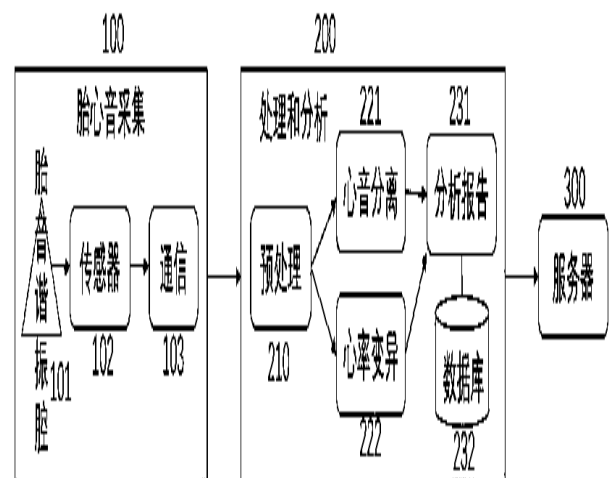 100
胎心音采集
胎音谐振腔
101
传感器
102
通信
103
200
处理和分析
预处理
210
221
心音分离
心率变异
222
231
分析报告
数据库
232
300
服务器